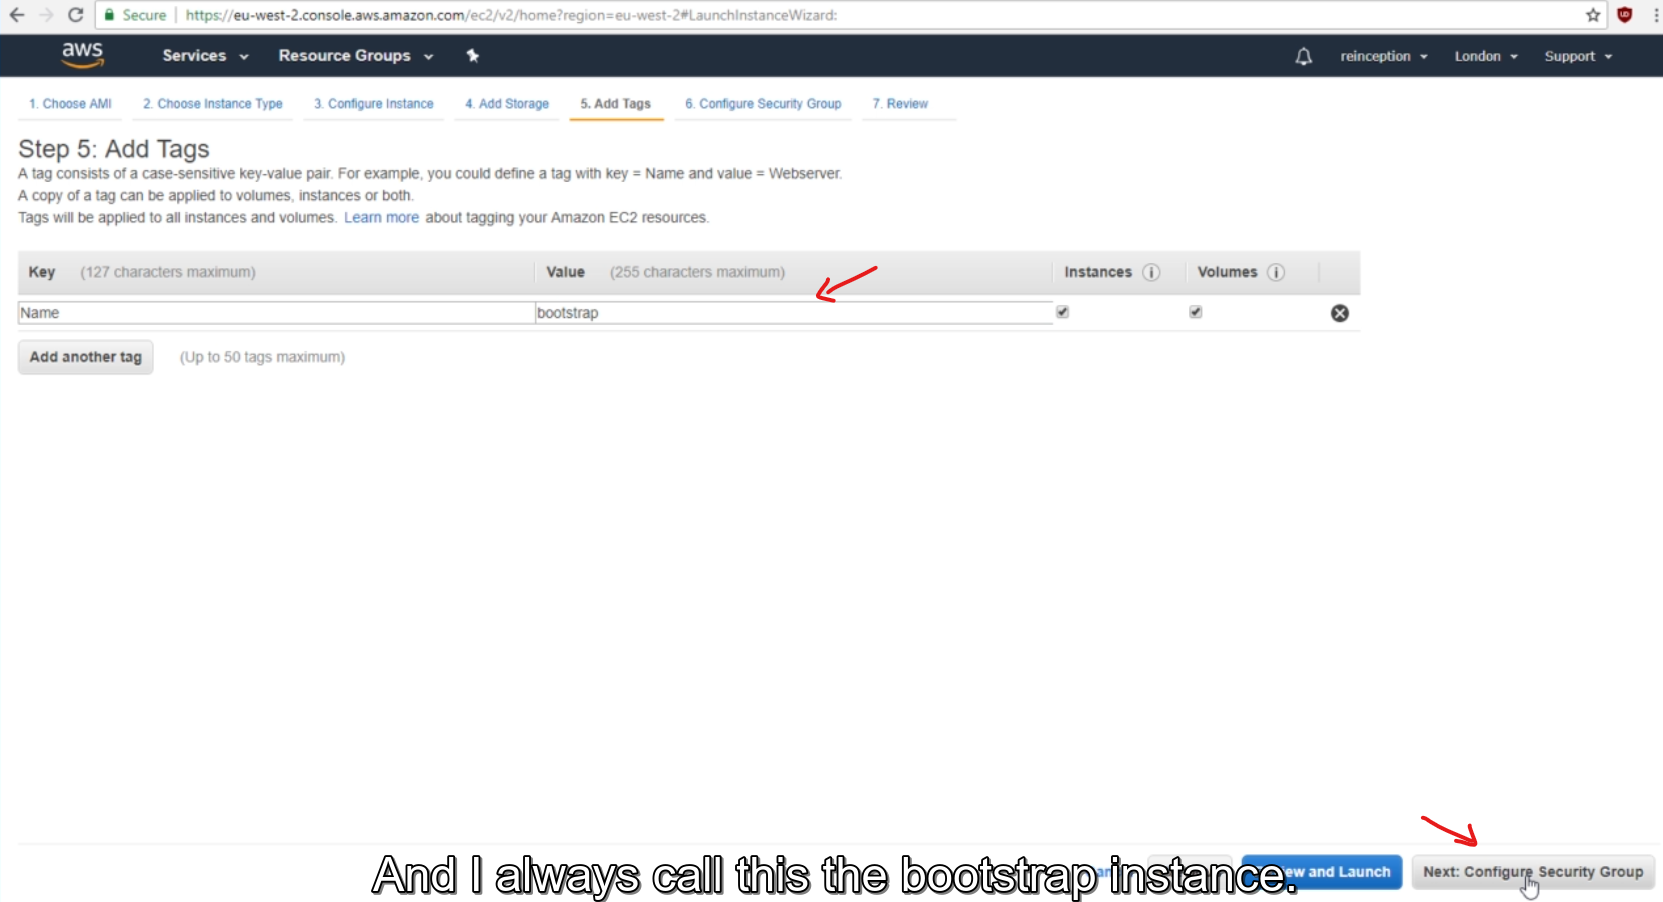 Secure | https://eu-west-2.console.aws.amazon.com/ec2/v2/home?region=eu-west-2#LaunchInstanceWizard:
aws Services Resource Groups reinception London Support
1. Choose AMI 2. Choose Instance Type 3. Configure Instance 4. Add Storage 5. Add Tags 6. Configure Security Group 7. Review
Step 5: Add Tags
A tag consists of a case-sensitive key-value pair. For example, you could define a tag with key = Name and value = Webserver.
A copy of a tag can be applied to volumes, instances or both.
Tags will be applied to all instances and volumes. Learn more about tagging your Amazon EC2 resources.
Key (127 characters maximum) Value (255 characters maximum) Instances i Volumes i
Name bootstrap
Add another tag (Up to 50 tags maximum)
And I always call this the bootstrap instance.
and Launch Next: Configure Security Group